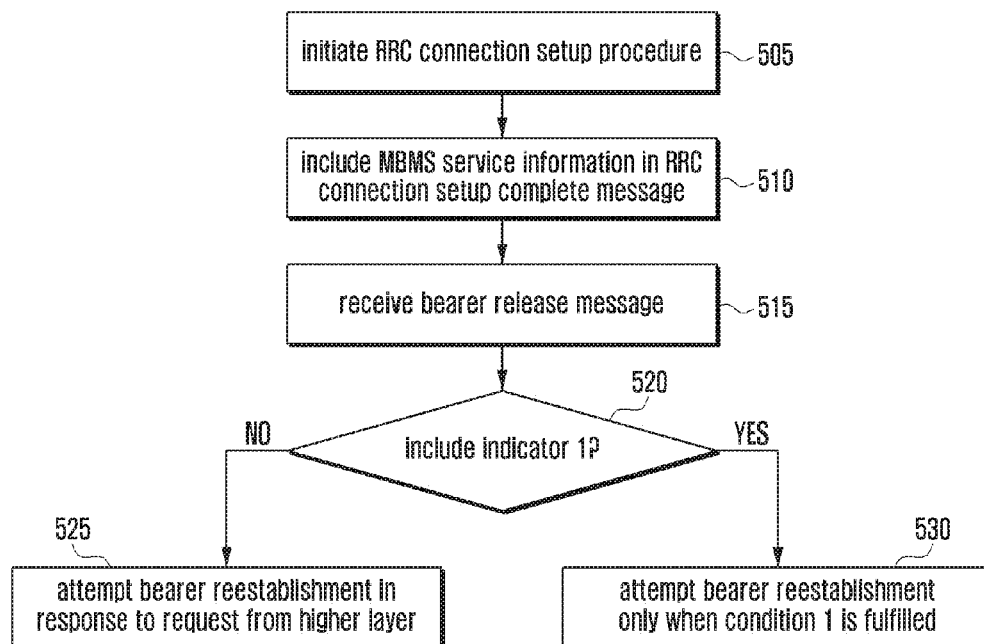 initiate RRC connection setup procedure
505
include MBMS service information in RRC
connection setup complete message
510
receive bearer release message
515
520
NO
include indicator 1?
YES
525
530
attempt bearer reestablishment in
response to request from higher layer
attempt bearer reestablishment
only when condition 1 is fulfilled